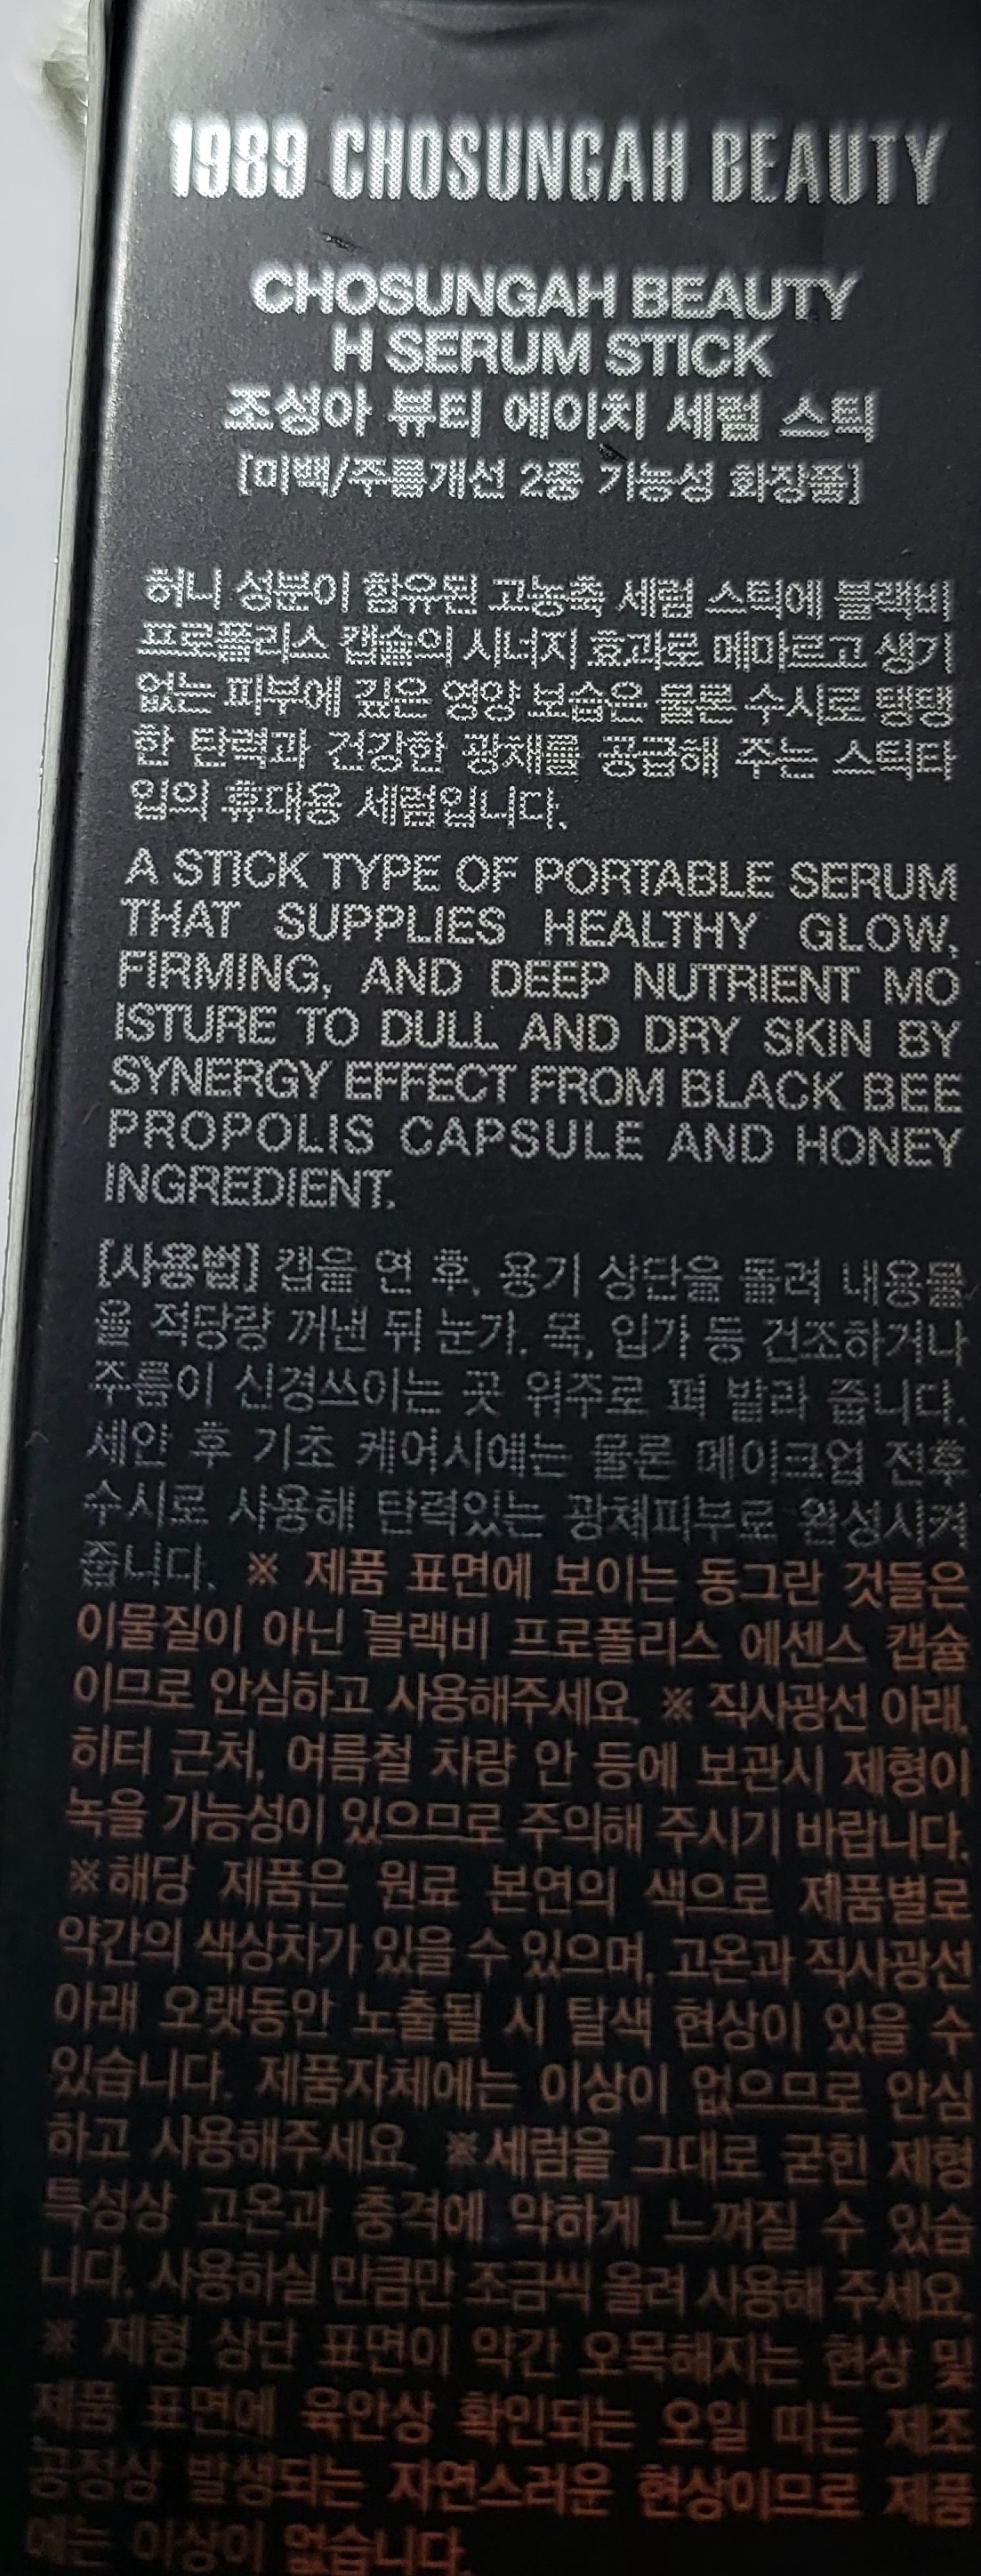 1989 CHOSUNGAH BEAUTY
CHOSUNGAH BEAUTY
H SERUM STICK
조성아 뷰티 에이치 세럼 스틱
[미백/주름개선 2중 기능성 화장품]
허니 성분이 함유된 고농축 세럼 스틱에 블랙비
프로폴리스 캡슐의 시너지 효과로 메마르고 생기
없는 피부에 깊은 영양 보습은 물론 수시로 탱탱
한 탄력과 건강한 광채를 공급해 주는 스틱타
입의 휴대용 세럼입니다.
A STICK TYPE OF PORTABLE SERUM
THAT SUPPLIES HEALTHY GLOW,
FIRMING, AND DEEP NUTRIENT MO
ISTURE TO DULL AND DRY SKIN BY
SYNERGY EFFECT FROM BLACK BEE
PROPOLIS CAPSULE AND HONEY
INGREDIENT.
[사용법] 캡을 연 후, 용기 상단을 돌려 내용물
을 적당량 꺼낸 뒤 눈가, 목, 입가 등 건조하거나
주름이 신경쓰이는 곳 위주로 펴 발라 줍니다.
세안 후 기초 케어시에는 물론 메이크업 전후
수시로 사용해 탄력있는 광채피부로 완성시켜
줍니다. ※ 제품 표면에 보이는 동그란 것들은
이물질이 아닌 블랙비 프로폴리스 에센스 캡슐
이므로 안심하고 사용해주세요. ※ 직사광선 아래,
히터 근처, 여름철 차량 안 등에 보관시 제형이
녹을 가능성이 있으므로 주의해 주시기 바랍니다.
※해당 제품은 원료 본연의 색으로 제품별로
약간의 색상차가 있을 수 있으며, 고온과 직사광선
아래 오랫동안 노출될 시 탈색 현상이 있을 수
있습니다. 제품자체에는 이상이 없으므로 안심
하고 사용해주세요. ※세럼을 그대로 굳힌 제형
특성상 고온과 충격에 약하게 느껴질 수 있습
니다. 사용하실 만큼만 조금씩 올려 사용해 주세요.
※ 제형 상단 표면이 약간 오목해지는 현상 및
제품 표면에 육안상 확인되는 오일 띠는 제조
공정상 발생되는 자연스러운 현상이므로 제품
에는 이상이 없습니다.